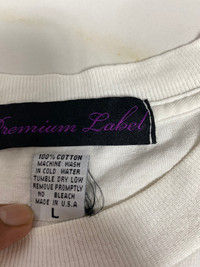 Premium Label
100% COTTON
MACHINE WASH
IN COLD WATER
TUMBLE DRY LOW
REMOVE PROMPTLY
NO BLEACH
MADE IN U.S.A
L